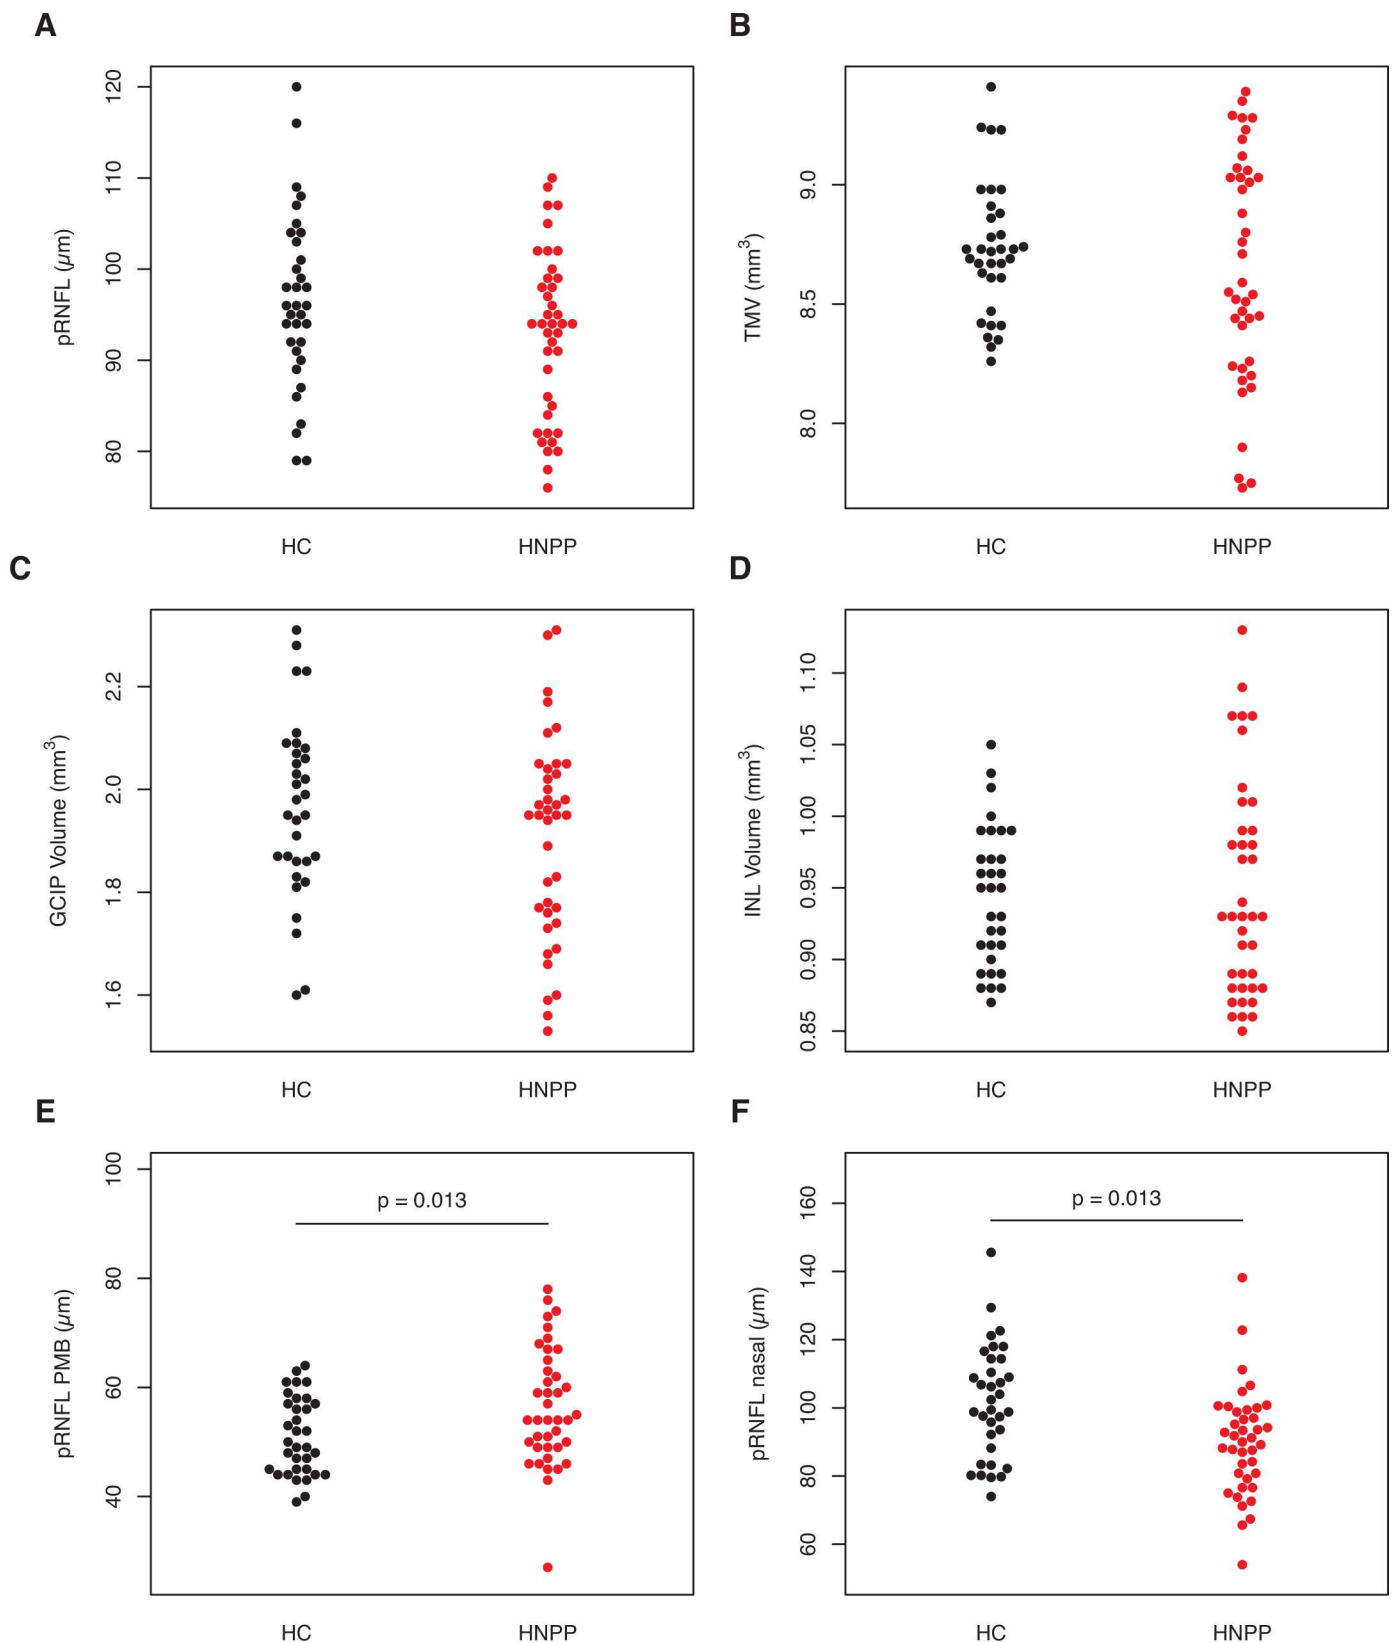 A
pRNFL (µm)
120
110
100
90
80
HC
HNPP
B
TMV (mm3)
9.0
8.5
8.0
HC
HNPP
C
GCIP Volume (mm3)
2.2
2.0
1.8
1.6
HC
HNPP
D
INL Volume (mm3)
1.10
1.05
1.00
0.95
0.90
0.85
HC
HNPP
E
pRNFL PMB (µm)
100
80
60
40
p = 0.013
HC
HNPP
F
pRNFL nasal (µm)
160
140
120
100
80
60
p = 0.013
HC
HNPP